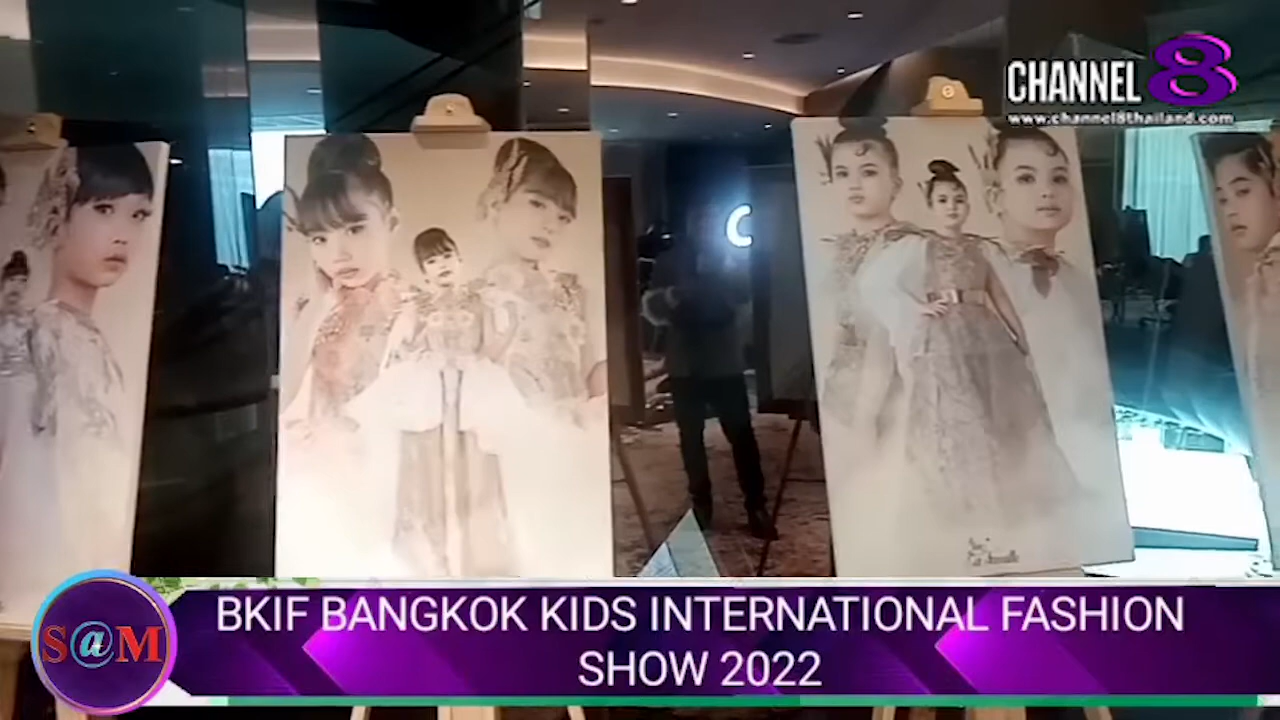 CHANNEL 8
www.channel8thailand.com
S@M
BKIF BANGKOK KIDS INTERNATIONAL FASHION
SHOW 2022